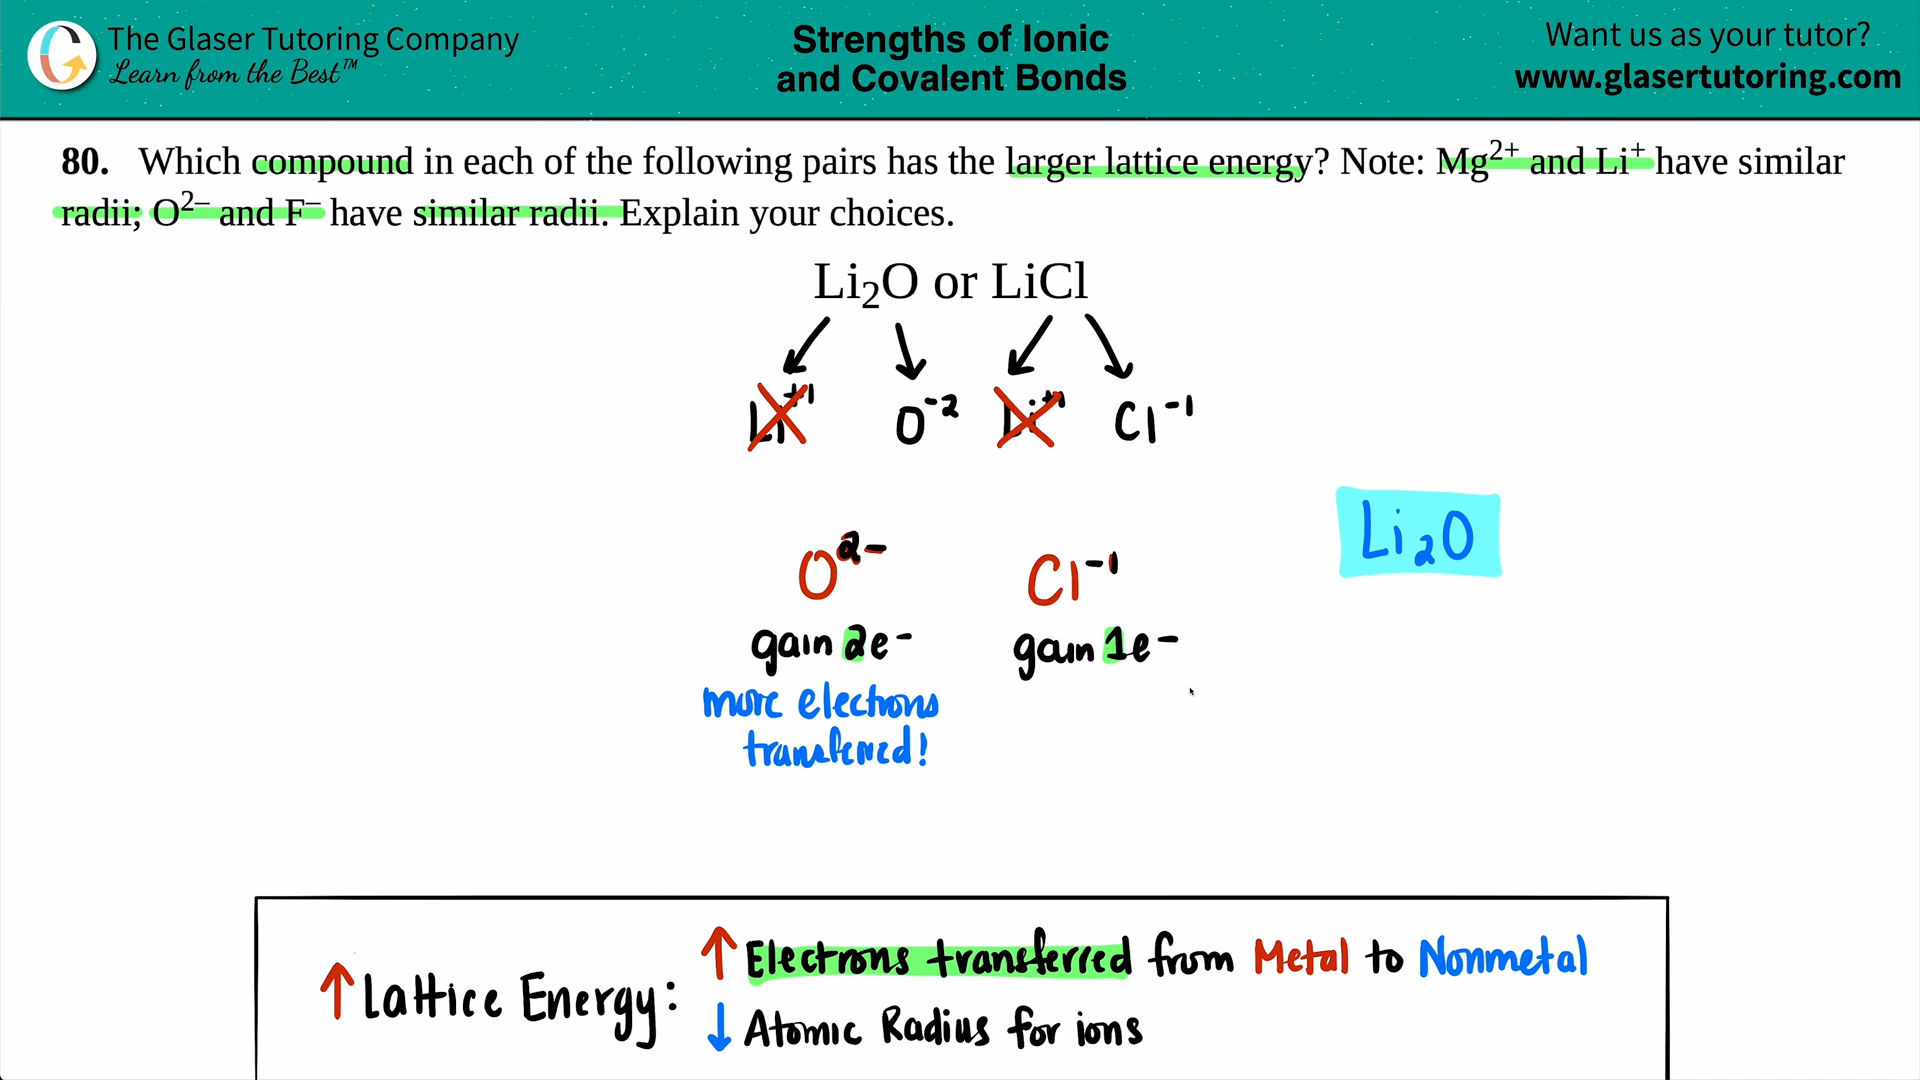 The Glaser Tutoring Company
Learn from the Best™
Strengths of Ionic
and Covalent Bonds
Want us as your tutor?
www.glasertutoring.com
80. Which compound in each of the following pairs has the larger lattice energy? Note: Mg²⁺ and Li⁺ have similar
radii; O²⁻ and F⁻ have similar radii. Explain your choices.
Li₂O or LiCl
Li⁺¹ O⁻² Li⁺¹ Cl⁻¹
Li₂O
O²⁻ Cl⁻¹
gain 2e⁻ gain 1e⁻
more electrons
transferred!
↑ Lattice Energy:
↑ Electrons transferred from Metal to Nonmetal
↓ Atomic Radius for ions